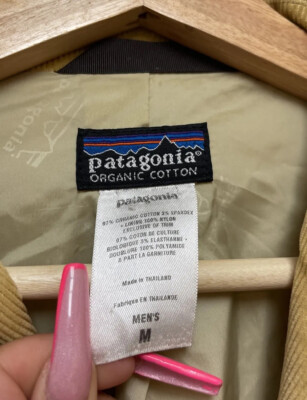 patagonia®
ORGANIC COTTON
patagonia®
97% ORGANIC COTTON 3% SPANDEX
• LINING 100% NYLON
EXCLUSIVE OF TRIM
97% COTON DE CULTURE
BIOLOGIQUE 3% ELASTHANNE •
DOUBLURE 100% POLYAMIDE
À PART LA GARNITURE
Made in THAILAND
Fabriqué en THAÏLANDE
MEN'S
M